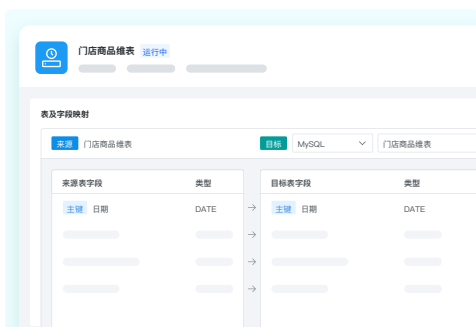 门店商品维表 运行中
表及字段映射
来源 门店商品维表 目标 MySQL 门店商品维表
来源表字段 类型 目标表字段 类型
主键 日期 DATE → 主键 日期 DATE